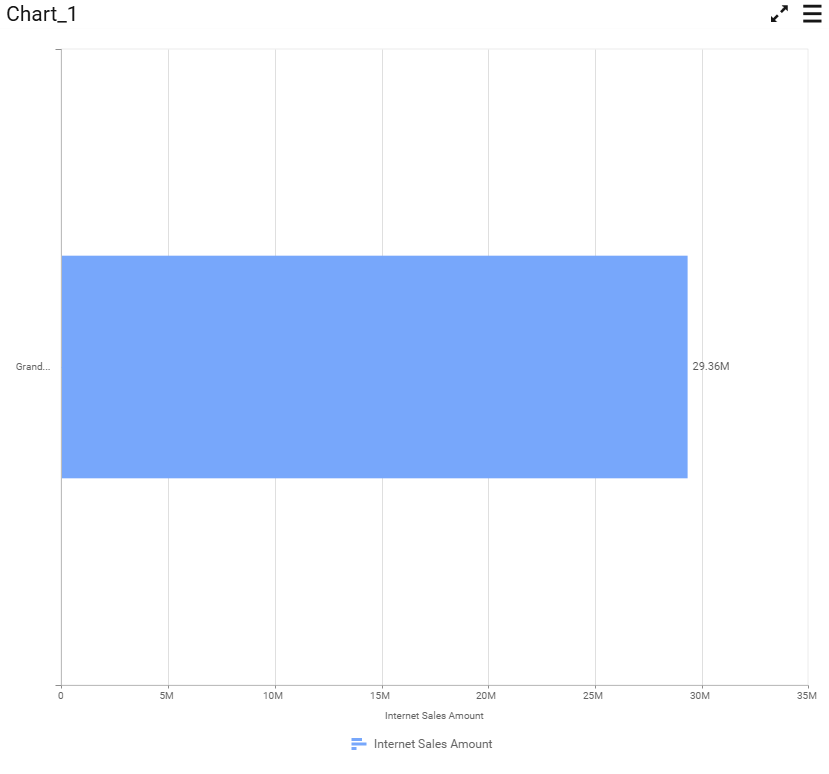 Chart_1
Grand...
29.36M
0 5M 10M 15M 20M 25M 30M 35M
Internet Sales Amount
Internet Sales Amount